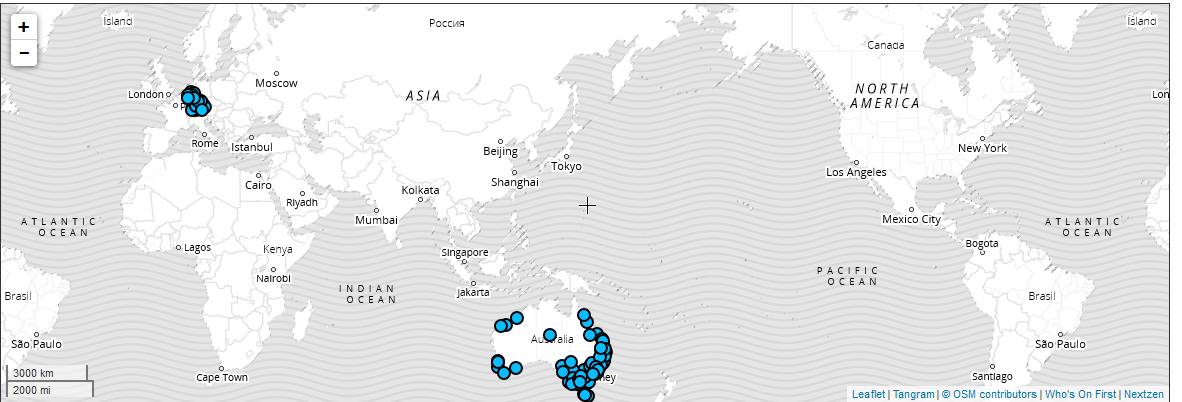 +
−
Ísland
Россия
Canada
Ísland
Moscow
London
ASIA
NORTH
AMERICA
Lon
P
Rome
Istanbul
Beijing
Tokyo
New York
Shanghai
Los Angeles
Cairo
Kolkata
Riyadh
Mumbai
Mexico City
ATLANTIC
OCEAN
ATLANTIC
OCEAN
Lagos
Kenya
Singapore
Bogota
Nairobi
PACIFIC
OCEAN
Jakarta
INDIAN
OCEAN
Brasil
Brasil
Australia
São Paulo
São Paulo
3000 km
2000 mi
Cape Town
ney
Santiago
Leaflet | Tangram | © OSM contributors | Who's On First | Nextzen